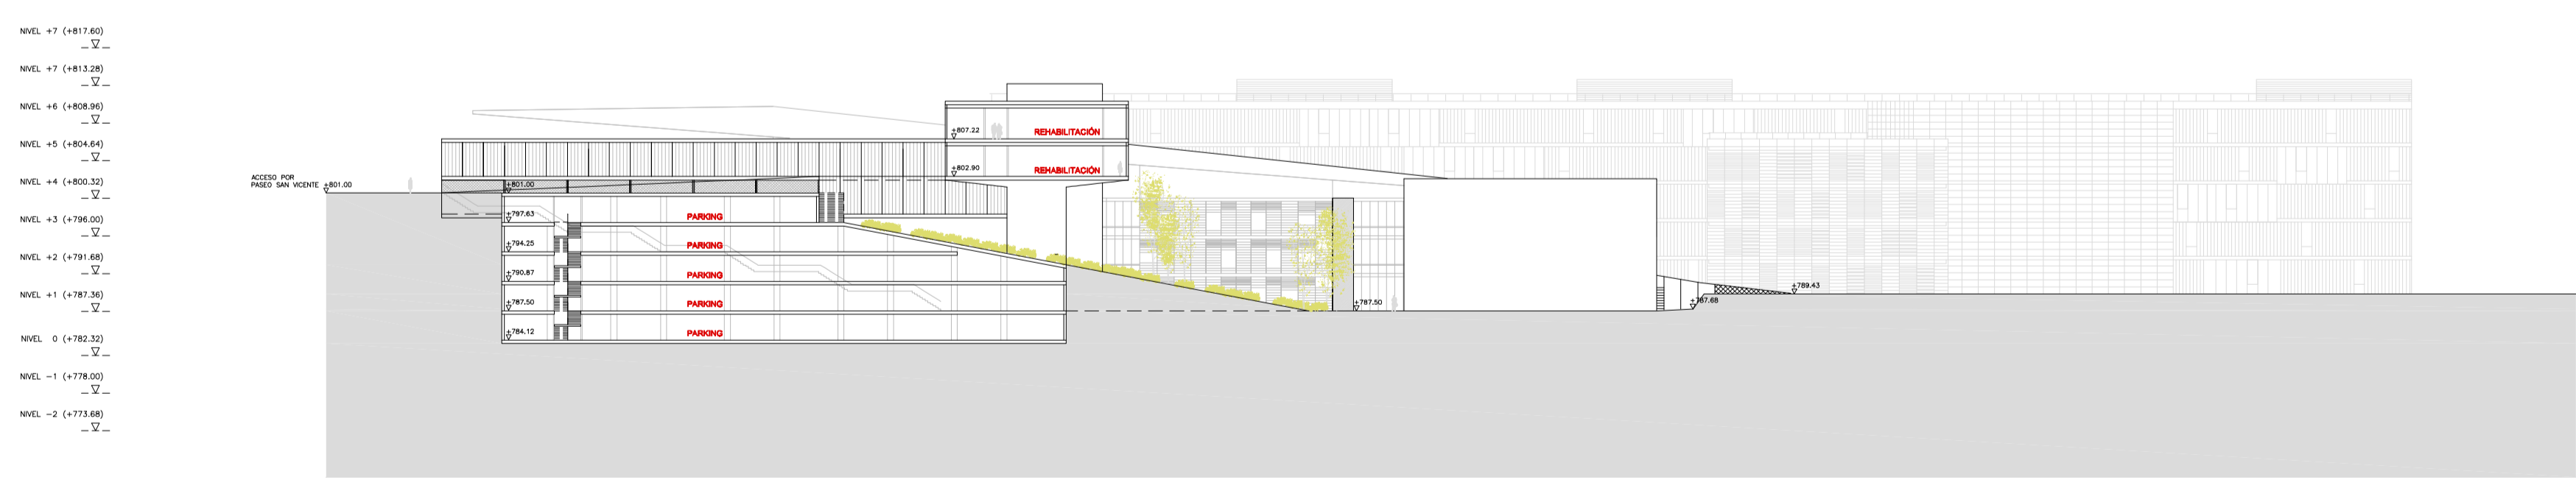 NIVEL +7 (+817.60)
NIVEL +7 (+813.28)
NIVEL +6 (+808.96)
NIVEL +5 (+804.64)
NIVEL +4 (+800.32)
NIVEL +3 (+796.00)
NIVEL +2 (+791.68)
NIVEL +1 (+787.36)
NIVEL 0 (+782.32)
NIVEL -1 (+778.00)
NIVEL -2 (+773.68)
ACCESO POR
PASEO SAN VICENTE +801.00
+807.22 REHABILITACIÓN
+802.90 REHABILITACIÓN
+801.00
+797.63 PARKING
+794.25 PARKING
+790.87 PARKING
+787.50 PARKING
+784.12 PARKING
+787.50
+787.68
+789.43